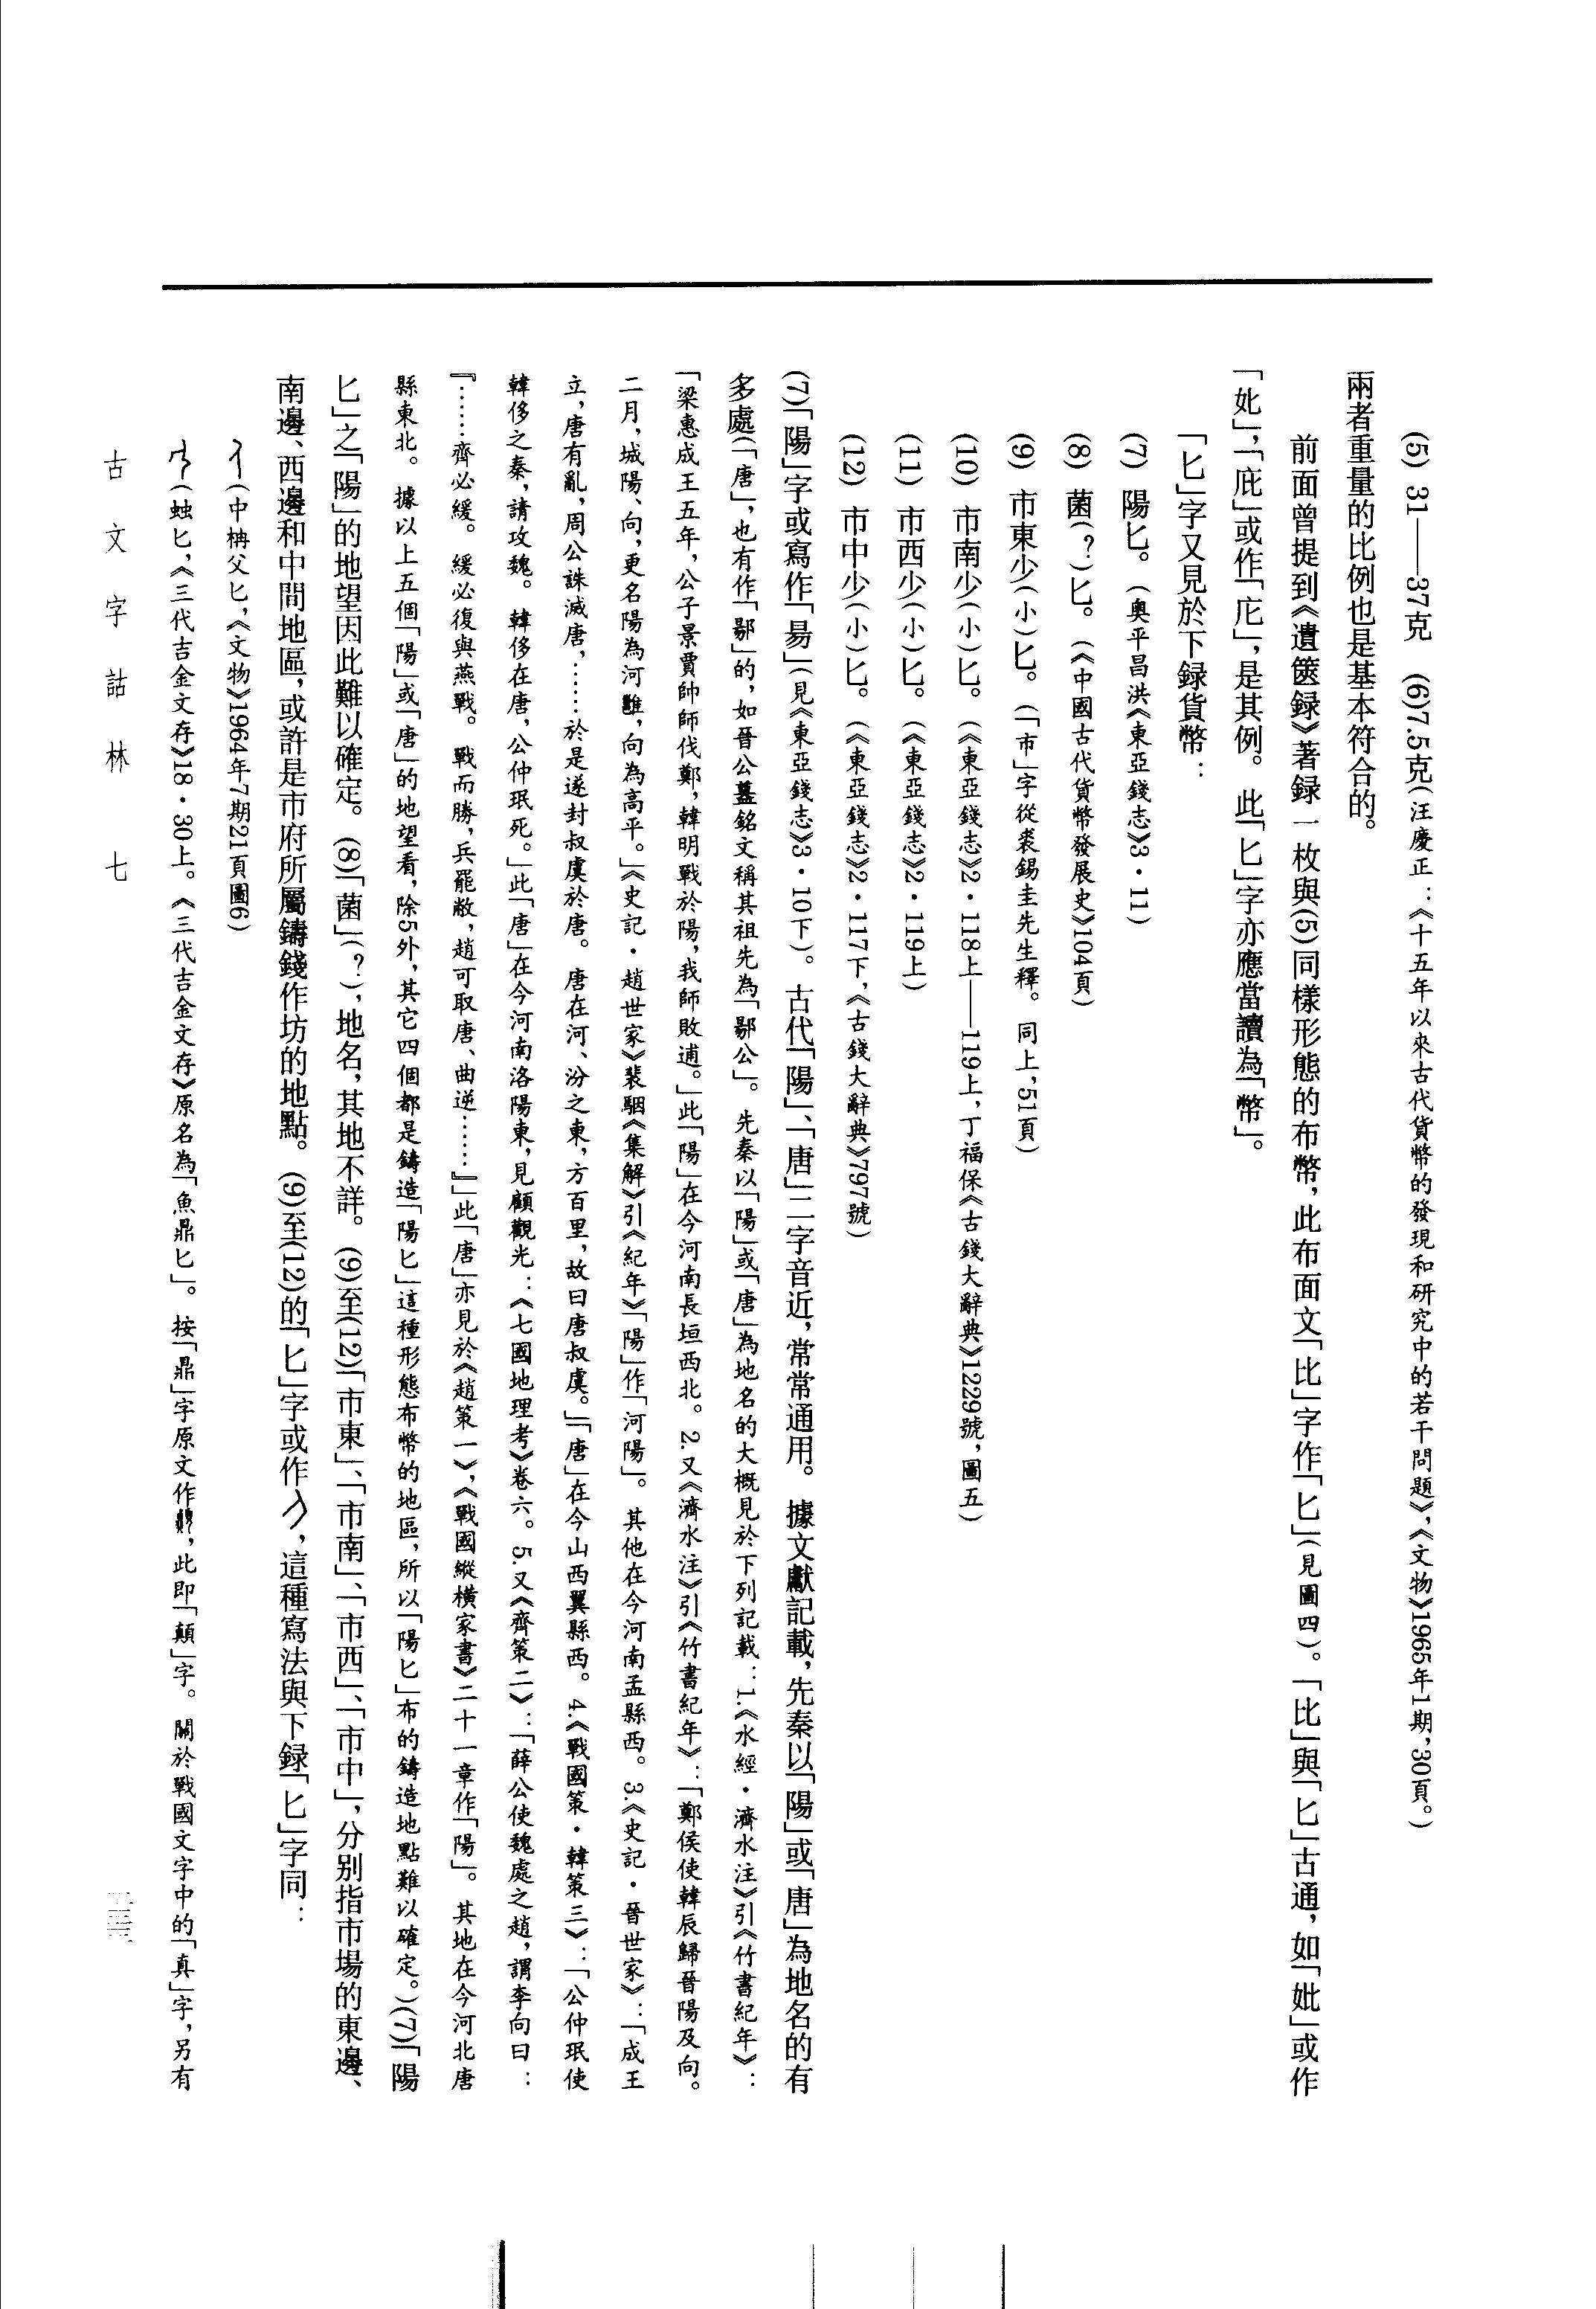 (5) 31——37克　(6)7.5克(汪慶正：《十五年以來古代貨幣的發現和研究中的若干問題》，《文物》1965年1期，30頁。)
兩者重量的比例也是基本符合的。
前面曾提到《遺篋録》著録一枚與(5)同樣形態的布幣，此布面文「比」字作「匕」(見圖四)。「比」與「匕」古通，如「妣」或作
「𡚧」，「庇」或作「庀」，是其例。此「匕」字亦應當讀為「幣」。
「匕」字又見於下録貨幣：
(7) 陽匕。(奥平昌洪《東亞錢志》3·11)
(8) 菌(？)匕。(《中國古代貨幣發展史》104頁)
(9) 市東少(小)匕。(「市」字從裘錫圭先生釋。同上，51頁)
(10) 市南少(小)匕。(《東亞錢志》2·118上——119上，丁福保《古錢大辭典》1229號，圖五)
(11) 市西少(小)匕。(《東亞錢志》2·119上)
(12) 市中少(小)匕。(《東亞錢志》2·117下，《古錢大辭典》797號)
(7)「陽」字或寫作「昜」(見《東亞錢志》3·10下)。古代「陽」、「唐」二字音近，常常通用。據文獻記載，先秦以「陽」或「唐」為地名的有
多處(「唐」，也有作「鄳」的，如晉公𥂴銘文稱其祖先為「鄳公」。先秦以「陽」或「唐」為地名的大概見於下列記載：1.《水經·濟水注》引《竹書紀年》：
「梁惠成王五年，公子景賈帥師伐鄭，韓明戰於陽，我師敗逋。」此「陽」在今河南長垣西北。2.又《濟水注》引《竹書紀年》：「鄭侯使韓辰歸晉陽及向。
二月，城陽、向，更名陽為河雝，向為高平。」《史記·趙世家》裴駰《集解》引《紀年》「陽」作「河陽」。其他在今河南孟縣西。3.《史記·晉世家》：「成王
立，唐有亂，周公誅滅唐，……於是遂封叔虞於唐。唐在河、汾之東，方百里，故曰唐叔虞。」「唐」在今山西翼縣西。4.《戰國策·韓策三》：「公仲珉使
韓侈之秦，請攻魏。韓侈在唐，公仲珉死。」此「唐」在今河南洛陽東，見顧觀光：《七國地理考》卷六。5.又《齊策二》：「薛公使魏處之趙，謂李向曰：
『……齊必緩。緩必復與燕戰。戰而勝，兵罷敝，趙可取唐、曲逆……』」此「唐」亦見於《趙策一》，《戰國縱橫家書》二十一章作「陽」。其地在今河北唐
縣東北。據以上五個「陽」或「唐」的地望看，除5外，其它四個都是鑄造「陽匕」這種形態布幣的地區，所以「陽匕」布的鑄造地點難以確定。)(7)「陽
匕」之「陽」的地望因此難以確定。(8)「菌」(？)，地名，其地不詳。(9)至(12)「市東」、「市南」、「市西」、「市中」，分别指市場的東邊、
南邊、西邊和中間地區，或許是市府所屬鑄錢作坊的地點。(9)至(12)的「匕」字或作，這種寫法與下録「匕」字同：
(中枏父匕，《文物》1964年7期21頁圖6)
(蚰匕，《三代吉金文存》18·30上。《三代吉金文存》原名為「魚鼎匕」。按「鼎」字原文作，此即「顛」字。關於戰國文字中的「真」字，另有
古文字詁林　七